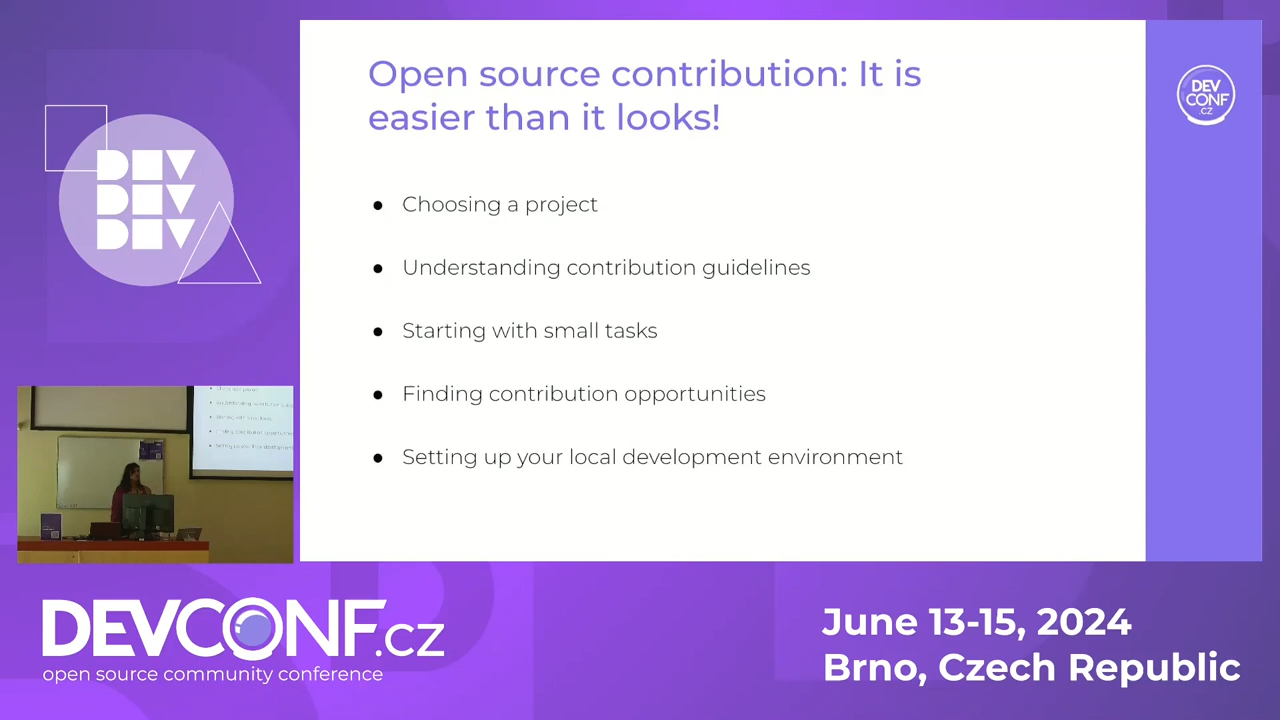 Open source contribution: It is
easier than it looks!
DEV
CONF
.CZ
● Choosing a project
● Understanding contribution guidelines
● Starting with small tasks
● Finding contribution opportunities
● Setting up your local development environment
DEV
DEV
DEV
DEVCONF.cz
open source community conference
June 13-15, 2024
Brno, Czech Republic